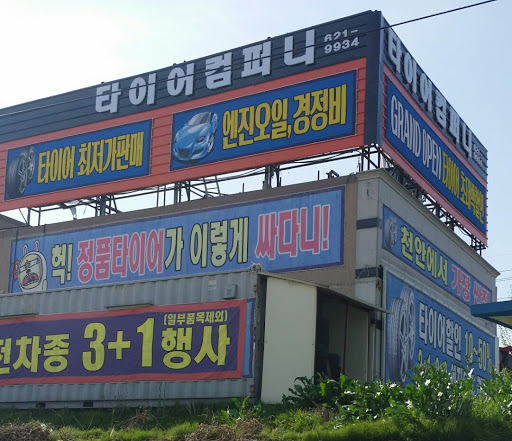 타이어컴퍼니 621-9934
타이어 최저가판매
엔진오일,경정비
헉! 정품타이어가 이렇게 싸다니!
전차종 3+1 행사
(일부품목제외)
타이어컴퍼니
GRAND OPEN 타이어
천안에서 가장
타이어할인